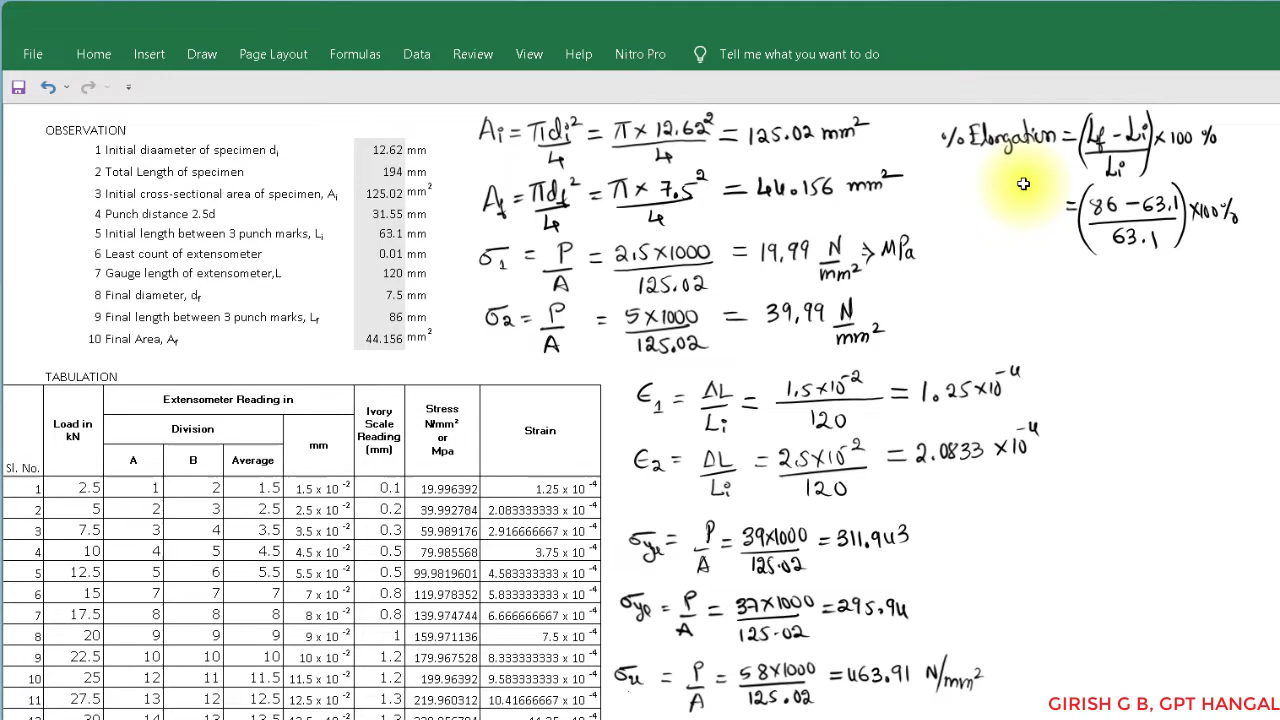 File Home Insert Draw Page Layout Formulas Data Review View Help Nitro Pro Tell me what you want to do
OBSERVATION
1 Initial diaameter of specimen di 12.62 mm
2 Total Length of specimen 194 mm
3 Initial cross-sectional area of specimen, Ai 125.02 mm²
4 Punch distance 2.5d 31.55 mm
5 Initial length between 3 punch marks, Li 63.1 mm
6 Least count of extensometer 0.01 mm
7 Gauge length of extensometer,L 120 mm
8 Final diameter, df 7.5 mm
9 Final length between 3 punch marks, Lf 86 mm
10 Final Area, Af 44.156 mm²
Ai = πdi²/4 = π × 12.62²/4 = 125.02 mm²
Af = πdf²/4 = π × 7.5²/4 = 44.156 mm²
σ1 = P/A = 2.5×1000/125.02 = 19,99 N/mm² → MPa
σ2 = P/A = 5×1000/125.02 = 39,99 N/mm²
% Elongation = (Lf - Li/Li) × 100 %
= (86 - 63.1/63.1) × 100%
ϵ1 = ΔL/Li = 1.5×10⁻²/120 = 1.25×10⁻⁴
ϵ2 = ΔL/Li = 2.5×10⁻²/120 = 2.0833 ×10⁻⁴
σyu = P/A = 39×1000/125.02 = 311.943
σyl = P/A = 37×1000/125.02 = 295.94
σu = P/A = 58×1000/125.02 = 463.91 N/mm²
TABULATION
Sl. No. Load in kN Extensometer Reading in Ivory Scale Reading (mm) Stress N/mm² or Mpa Strain
Division mm
A B Average
1 2.5 1 2 1.5 1.5 x 10 -2 0.1 19.996392 1.25 x 10 -4
2 5 2 3 2.5 2.5 x 10 -2 0.2 39.992784 2.083333333 x 10 -4
3 7.5 3 4 3.5 3.5 x 10 -2 0.3 59.989176 2.916666667 x 10 -4
4 10 4 5 4.5 4.5 x 10 -2 0.5 79.985568 3.75 x 10 -4
5 12.5 5 6 5.5 5.5 x 10 -2 0.5 99.9819601 4.583333333 x 10 -4
6 15 7 7 7 7 x 10 -2 0.8 119.978352 5.833333333 x 10 -4
7 17.5 8 8 8 8 x 10 -2 0.8 139.974744 6.666666667 x 10 -4
8 20 9 9 9 9 x 10 -2 1 159.971136 7.5 x 10 -4
9 22.5 10 10 10 10 x 10 -2 1.2 179.967528 8.333333333 x 10 -4
10 25 12 11 11.5 11.5 x 10 -2 1.2 199.96392 9.583333333 x 10 -4
11 27.5 13 12 12.5 12.5 x 10 -2 1.3 219.960312 10.41666667 x 10 -4
GIRISH G B, GPT HANGAL